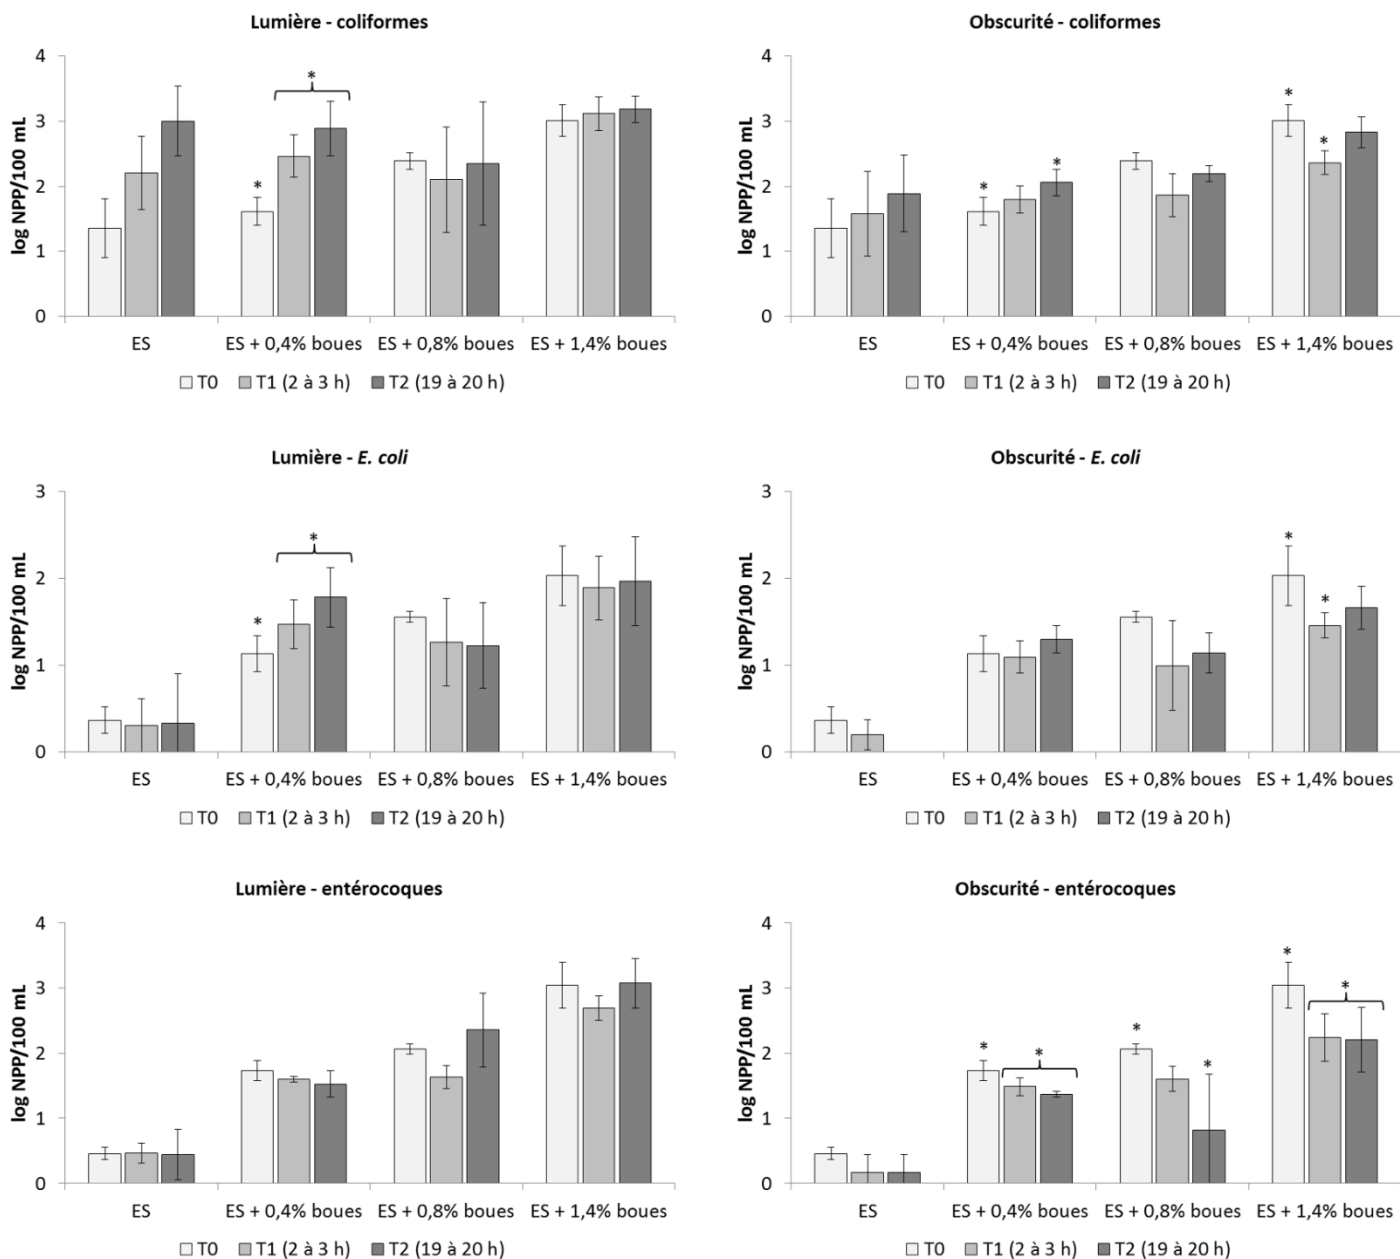 Lumière - coliformes
log NPP/100 mL
4
3
2
1
0
*
*
ES
ES + 0,4% boues
ES + 0,8% boues
ES + 1,4% boues
T0 T1 (2 à 3 h) T2 (19 à 20 h)
Obscurité - coliformes
log NPP/100 mL
4
3
2
1
0
*
*
*
*
ES
ES + 0,4% boues
ES + 0,8% boues
ES + 1,4% boues
T0 T1 (2 à 3 h) T2 (19 à 20 h)
Lumière - E. coli
log NPP/100 mL
3
2
1
0
*
*
ES
ES + 0,4% boues
ES + 0,8% boues
ES + 1,4% boues
T0 T1 (2 à 3 h) T2 (19 à 20 h)
Obscurité - E. coli
log NPP/100 mL
3
2
1
0
*
*
ES
ES + 0,4% boues
ES + 0,8% boues
ES + 1,4% boues
T0 T1 (2 à 3 h) T2 (19 à 20 h)
Lumière - entérocoques
log NPP/100 mL
4
3
2
1
0
ES
ES + 0,4% boues
ES + 0,8% boues
ES + 1,4% boues
T0 T1 (2 à 3 h) T2 (19 à 20 h)
Obscurité - entérocoques
log NPP/100 mL
4
3
2
1
0
*
*
*
*
*
*
ES
ES + 0,4% boues
ES + 0,8% boues
ES + 1,4% boues
T0 T1 (2 à 3 h) T2 (19 à 20 h)